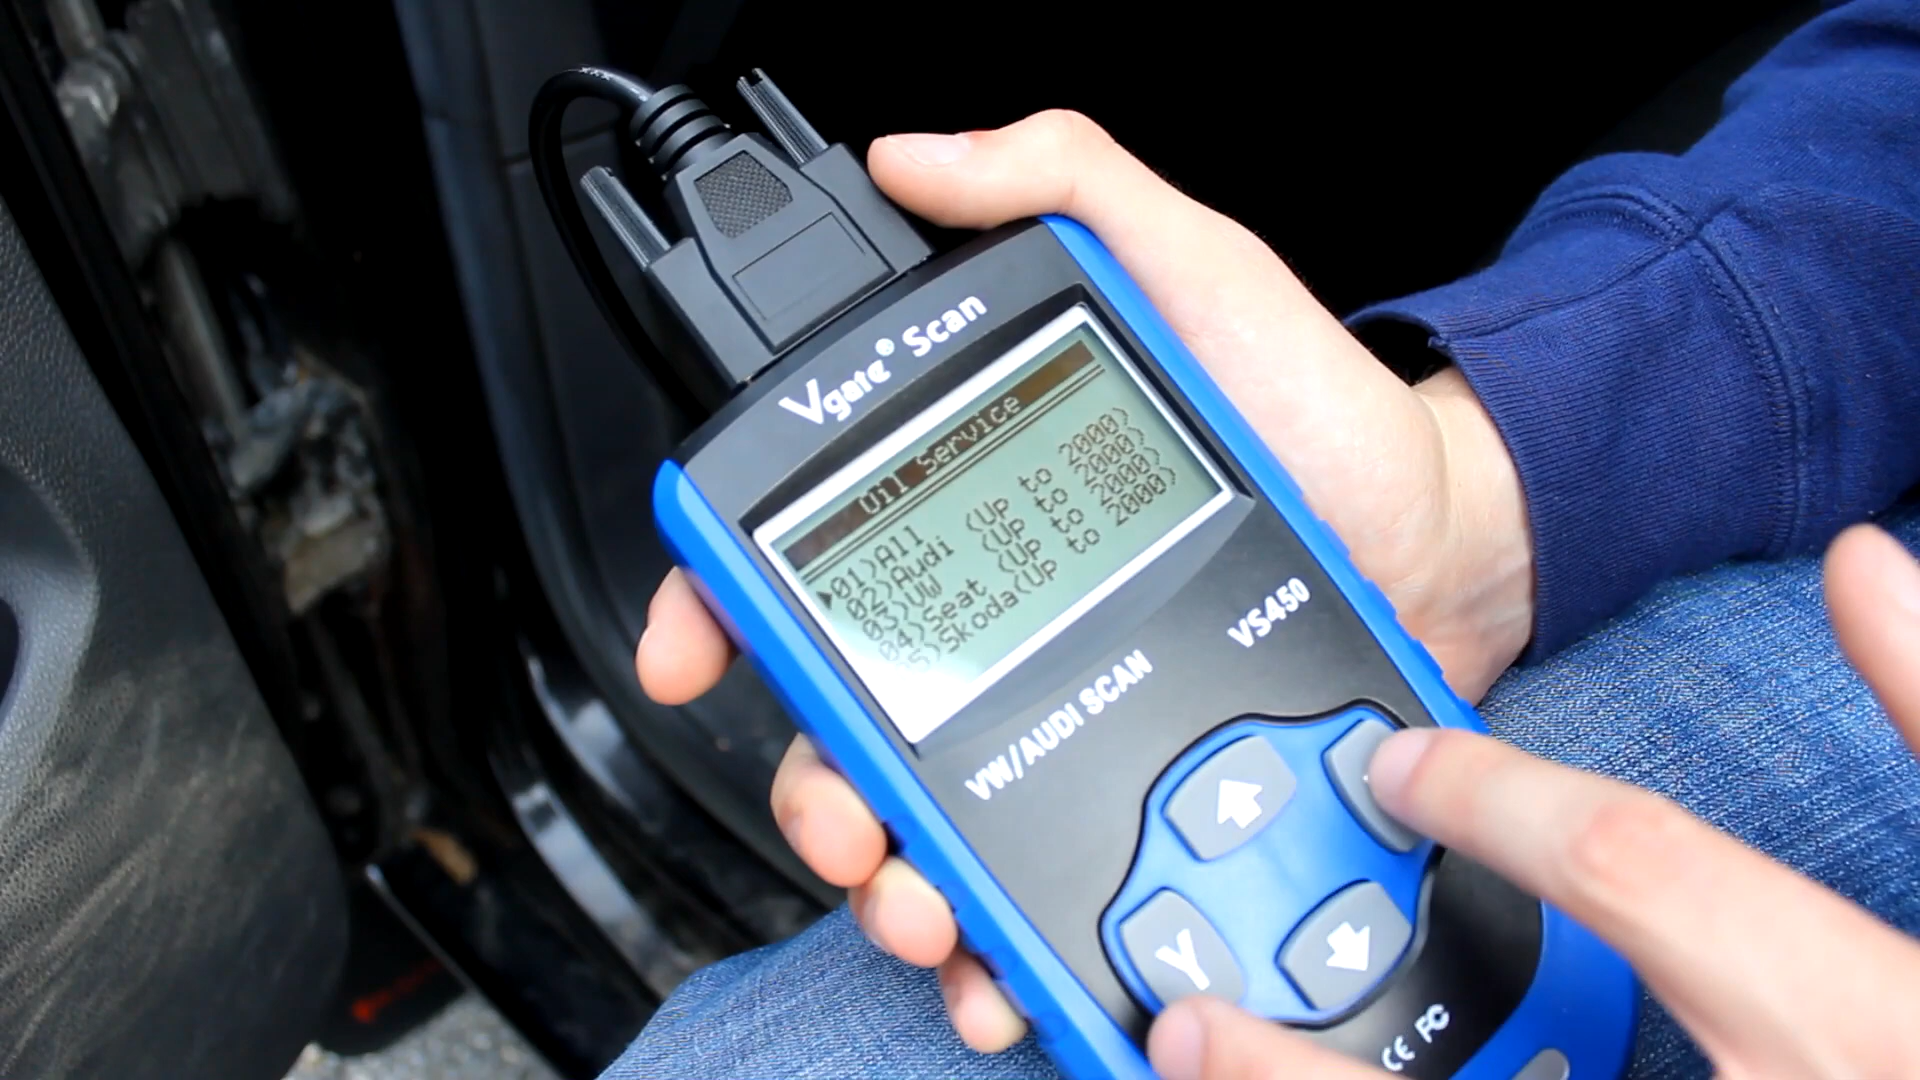 Vgate® Scan
Oil Service
01)All (Up to 2000)
02)Audi (Up to 2000)
03)VW (Up to 2000)
04)Seat (Up to 2000)
05)Skoda(Up to
VW/AUDI SCAN
VS450
Y
CE FC